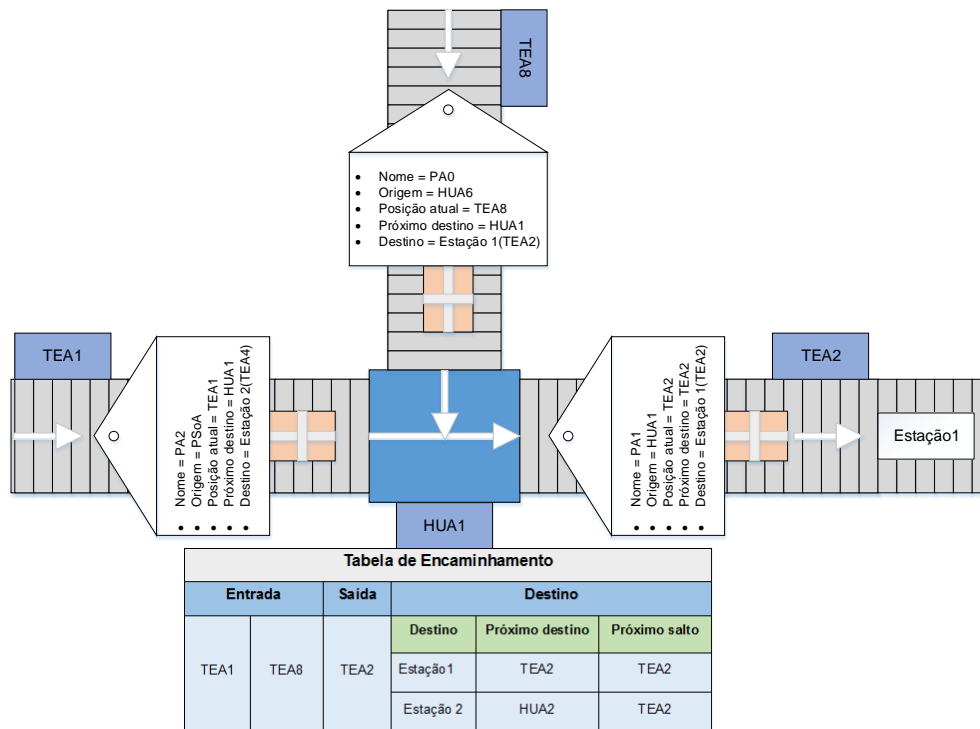 TEA8
• Nome = PA0
• Origem = HUA6
• Posição atual = TEA8
• Próximo destino = HUA1
• Destino = Estação 1(TEA2)
TEA1
• Nome = PA2
• Origem = PSoA
• Posição atual = TEA1
• Próximo destino = HUA1
• Destino = Estação 2(TEA4)
• Nome = PA1
• Origem = HUA1
• Posição atual = TEA2
• Próximo destino = TEA2
• Destino = Estação 1(TEA2)
TEA2
Estação1
HUA1
Tabela de Encaminhamento
Entrada Saída Destino
Destino Próximo destino Próximo salto
TEA1 TEA8 TEA2
Estação1 TEA2 TEA2
Estação 2 HUA2 TEA2